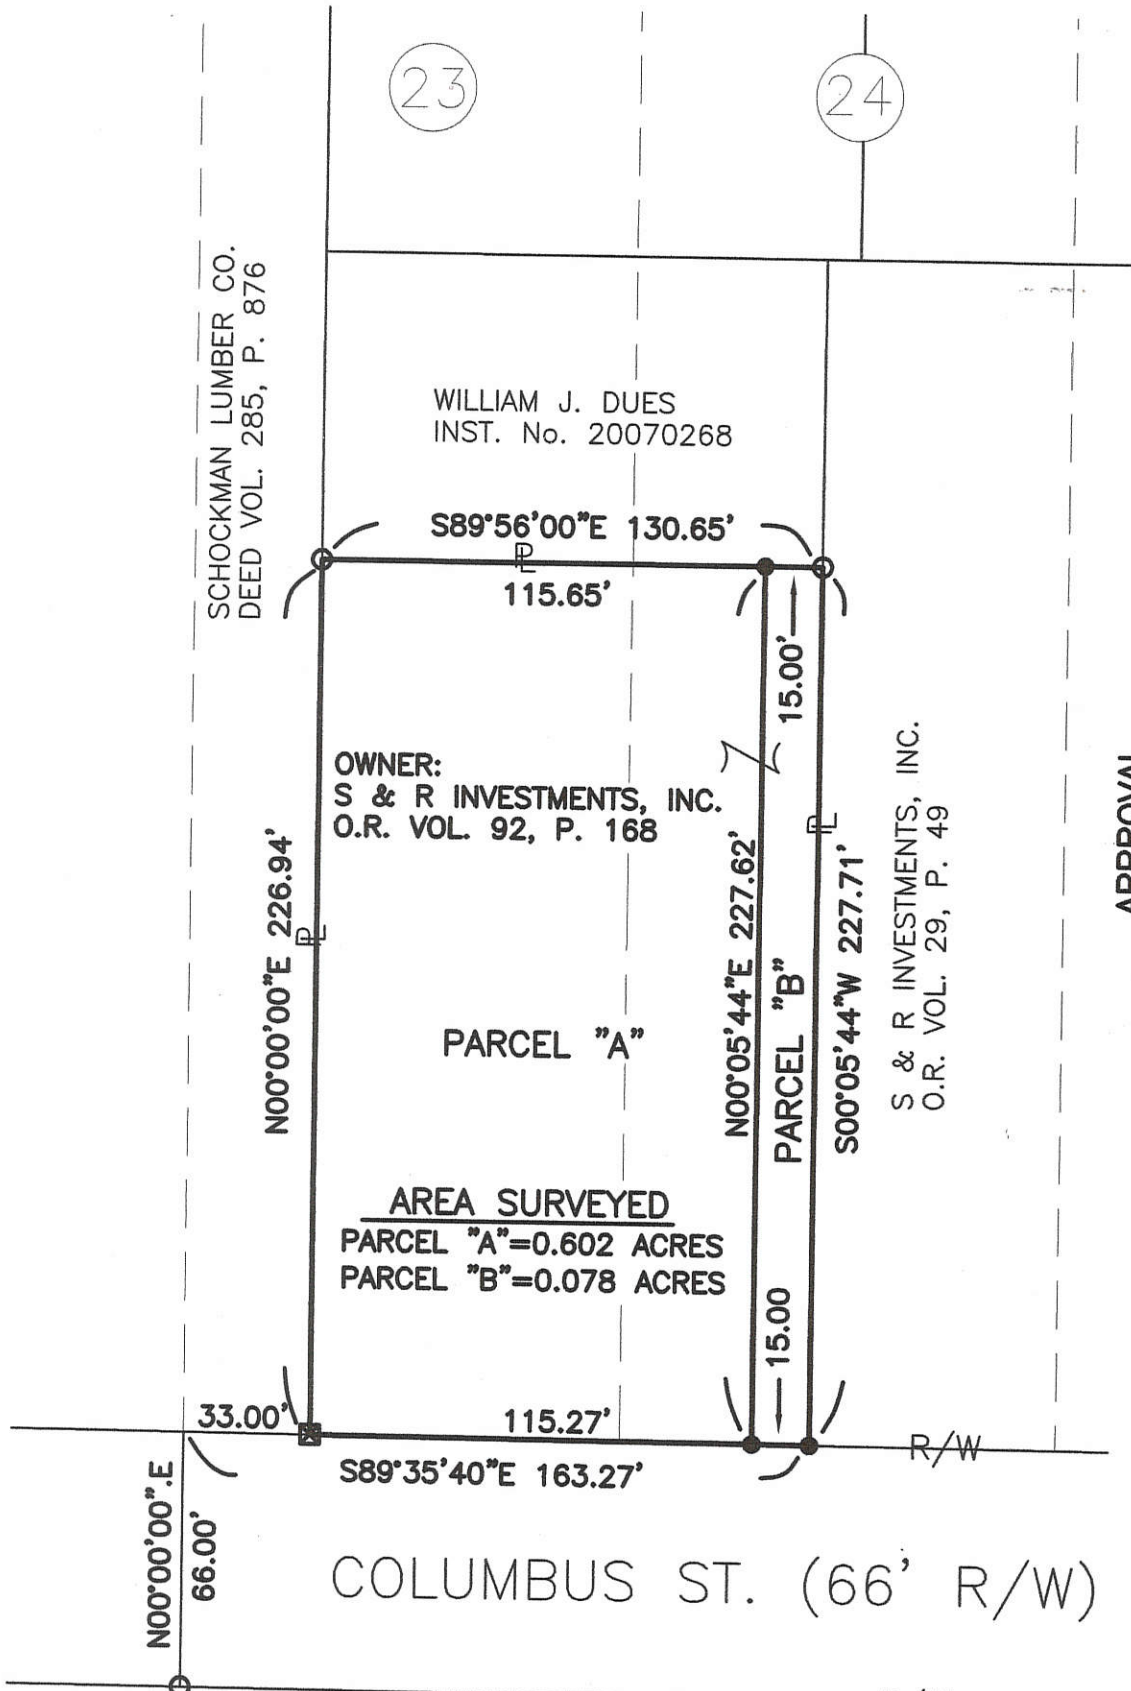 23
24
SCHOCKMAN LUMBER CO.
DEED VOL. 285, P. 876
WILLIAM J. DUES
INST. No. 20070268
S89°56'00"E 130.65'
PL
115.65'
15.00'
OWNER:
S & R INVESTMENTS, INC.
O.R. VOL. 92, P. 168
N00°00'00"E 226.94'
PL
N00°05'44"E 227.62'
PARCEL "B"
PL
S00°05'44"W 227.71'
S & R INVESTMENTS, INC.
O.R. VOL. 29, P. 49
APPROVAL
PARCEL "A"
AREA SURVEYED
PARCEL "A"=0.602 ACRES
PARCEL "B"=0.078 ACRES
15.00
33.00'
115.27'
R/W
S89°35'40"E 163.27'
N00°00'00".E
66.00'
COLUMBUS ST. (66' R/W)